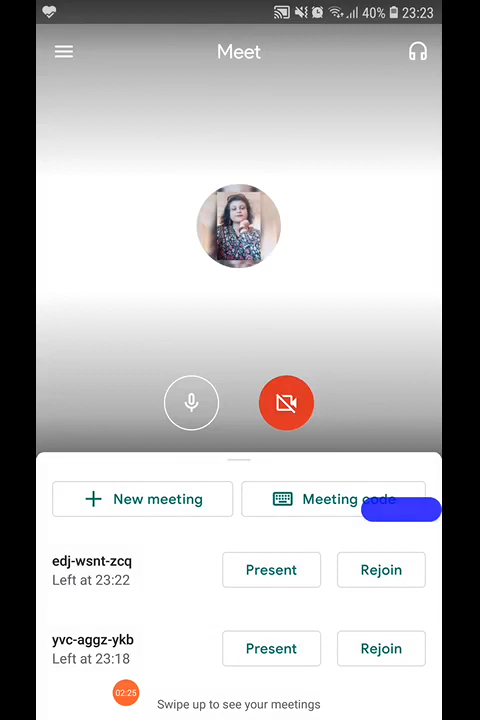 40% 23:23
Meet
New meeting
Meeting code
edj-wsnt-zcq
Left at 23:22
Present
Rejoin
yvc-aggz-ykb
Left at 23:18
Present
Rejoin
02:25
Swipe up to see your meetings